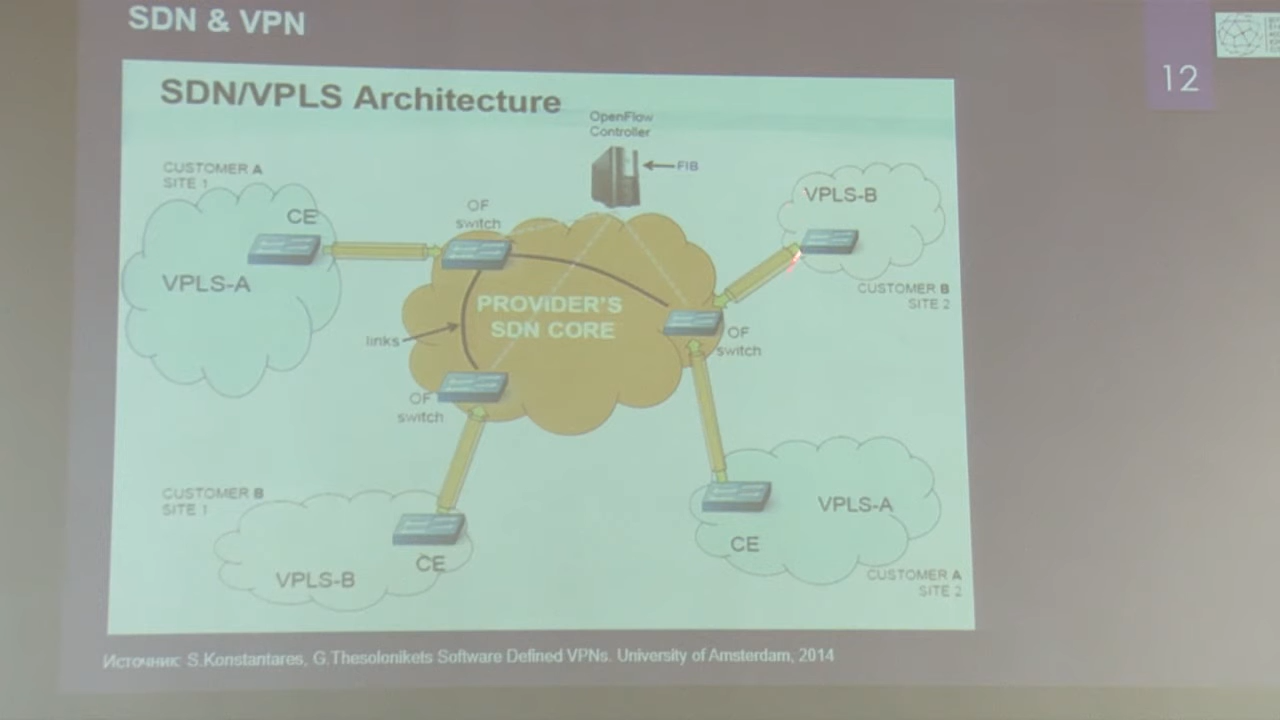 SDN & VPN
12
SDN/VPLS Architecture
OpenFlow
Controller
FIB
CUSTOMER A
SITE 1
CE
VPLS-A
OF
switch
VPLS-B
CUSTOMER B
SITE 2
PROVIDER'S
SDN CORE
links
OF
switch
OF
switch
CUSTOMER B
SITE 1
VPLS-B
CE
VPLS-A
CE
CUSTOMER A
SITE 2
Источник: S.Konstantares, G.Thesolonikets Software Defined VPNs. University of Amsterdam, 2014